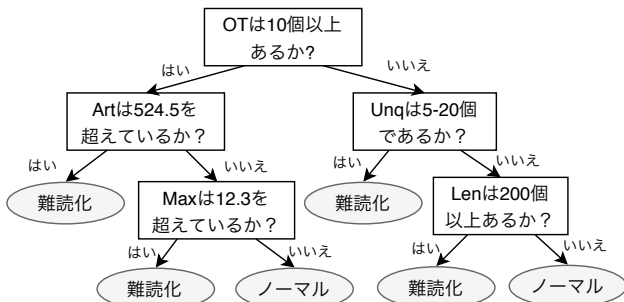 OTは10個以上
あるか?
はい
いいえ
Artは524.5を
超えているか？
Unqは5-20個
であるか？
はい
いいえ
はい
いいえ
難読化
Maxは12.3を
超えているか？
難読化
Lenは200個
以上あるか？
はい
いいえ
はい
いいえ
難読化
ノーマル
難読化
ノーマル